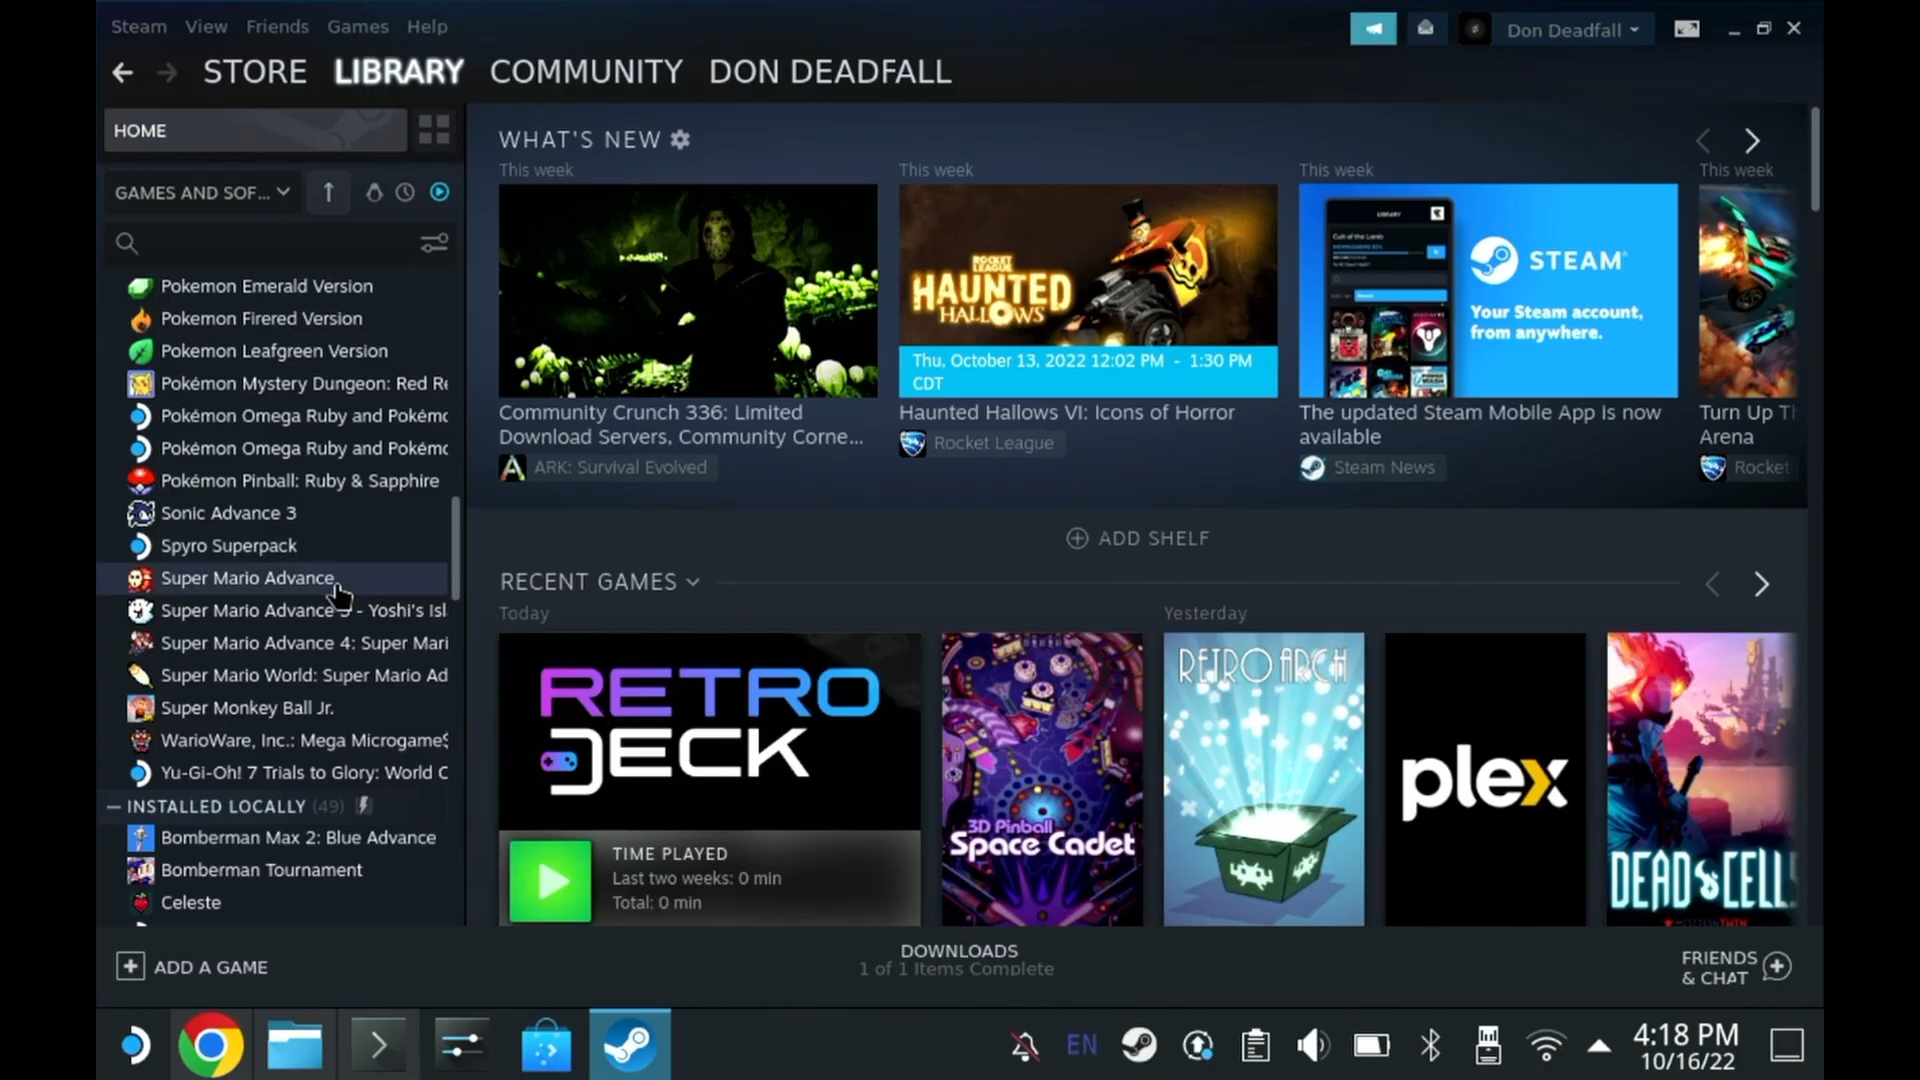 Steam View Friends Games Help
Don Deadfall
STORE LIBRARY COMMUNITY DON DEADFALL
HOME
GAMES AND SOF...
Pokemon Emerald Version
Pokemon Firered Version
Pokemon Leafgreen Version
Pokémon Mystery Dungeon: Red Re
Pokémon Omega Ruby and Pokémo
Pokémon Omega Ruby and Pokémo
Pokémon Pinball: Ruby & Sapphire
Sonic Advance 3
Spyro Superpack
Super Mario Advance
Super Mario Advance 3 - Yoshi's Isl
Super Mario Advance 4: Super Mari
Super Mario World: Super Mario Ad
Super Monkey Ball Jr.
WarioWare, Inc.: Mega Microgame$
Yu-Gi-Oh! 7 Trials to Glory: World C
INSTALLED LOCALLY (49)
Bomberman Max 2: Blue Advance
Bomberman Tournament
Celeste
WHAT'S NEW
This week
This week
This week
This week
ROCKET
LEAGUE
HAUNTED
HALLOWS
Thu, October 13, 2022 12:02 PM - 1:30 PM
CDT
LIBRARY
Cult of the Lamb
STEAM
Your Steam account,
from anywhere.
Community Crunch 336: Limited
Download Servers, Community Corne...
ARK: Survival Evolved
Haunted Hallows VI: Icons of Horror
Rocket League
The updated Steam Mobile App is now
available
Steam News
Turn Up Th
Arena
Rocket
ADD SHELF
RECENT GAMES
Today
Yesterday
RETRO
DECK
TIME PLAYED
Last two weeks: 0 min
Total: 0 min
3D Pinball
Space Cadet
RETROARCH
plex
DEAD CELLS
MOTIONTWIN
ADD A GAME
DOWNLOADS
1 of 1 Items Complete
FRIENDS
& CHAT
EN
4:18 PM
10/16/22